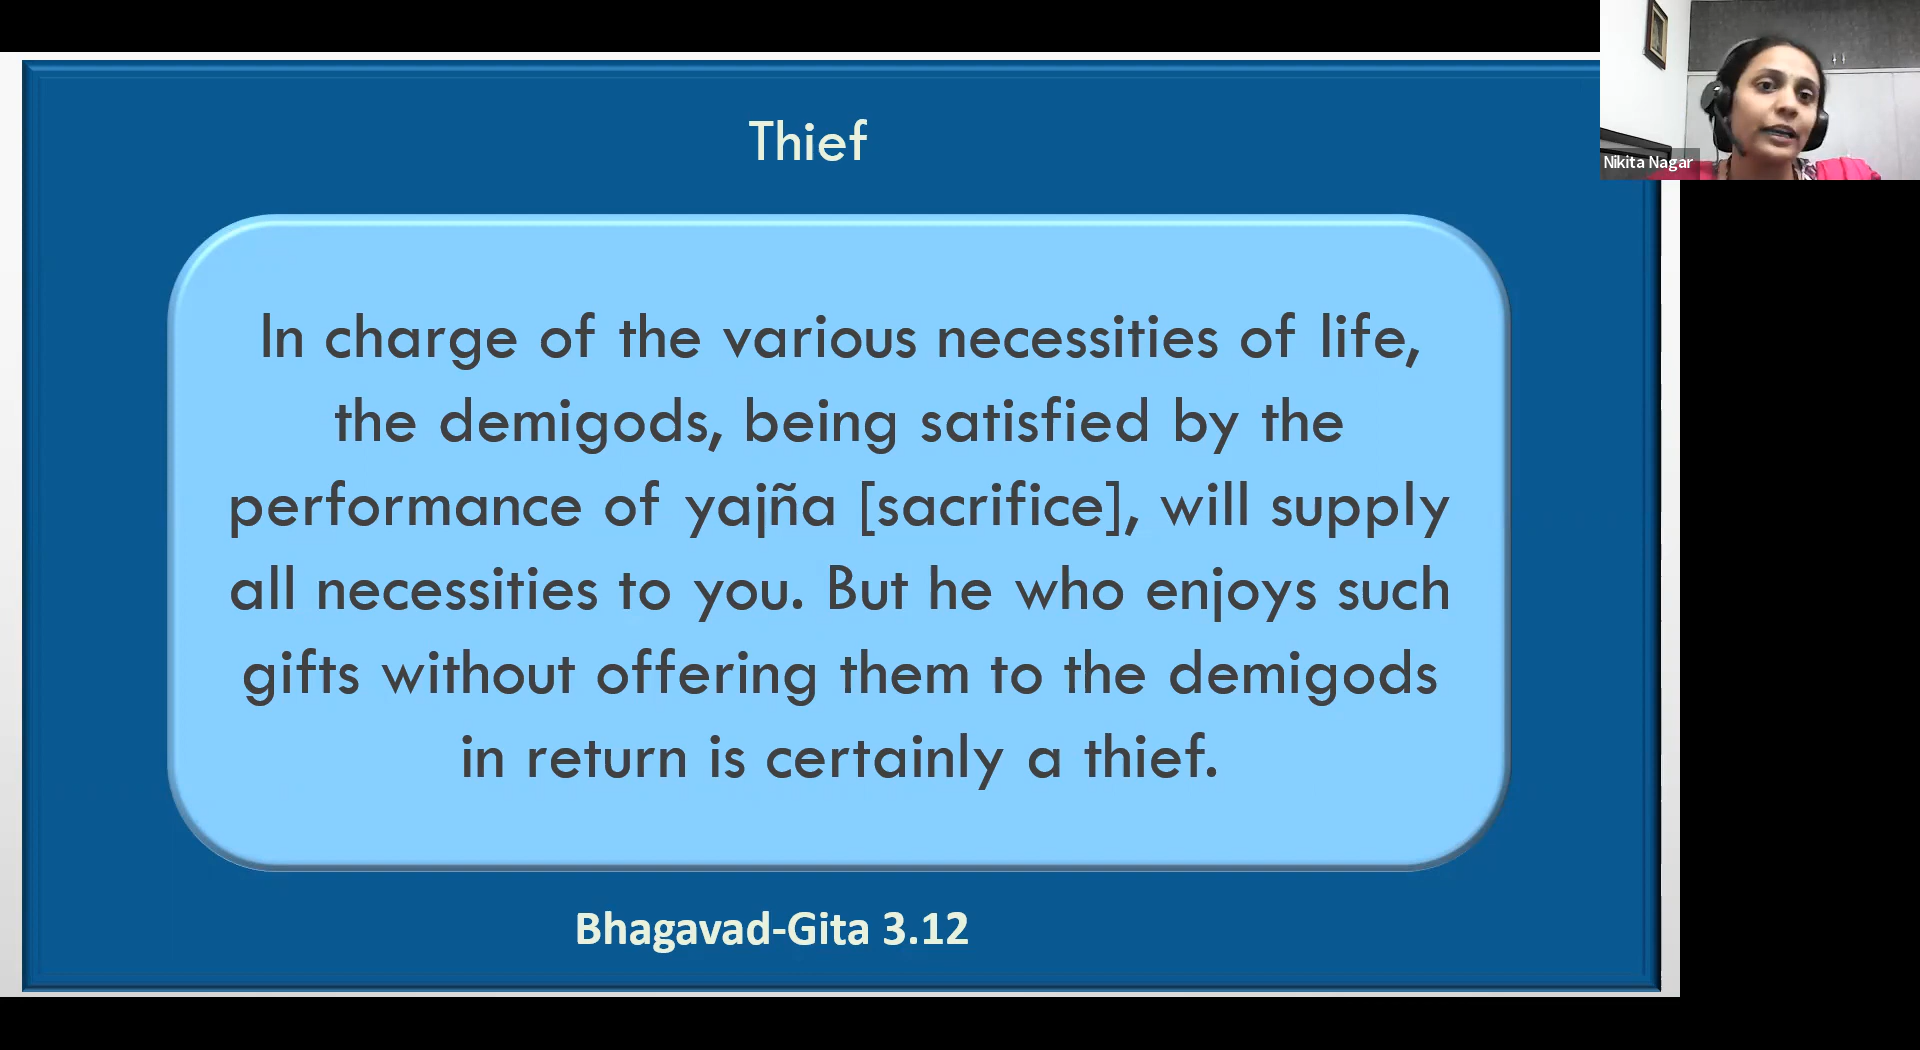 Thief
In charge of the various necessities of life,
the demigods, being satisfied by the
performance of yajña [sacrifice], will supply
all necessities to you. But he who enjoys such
gifts without offering them to the demigods
in return is certainly a thief.
Bhagavad-Gita 3.12
Nikita Nagar